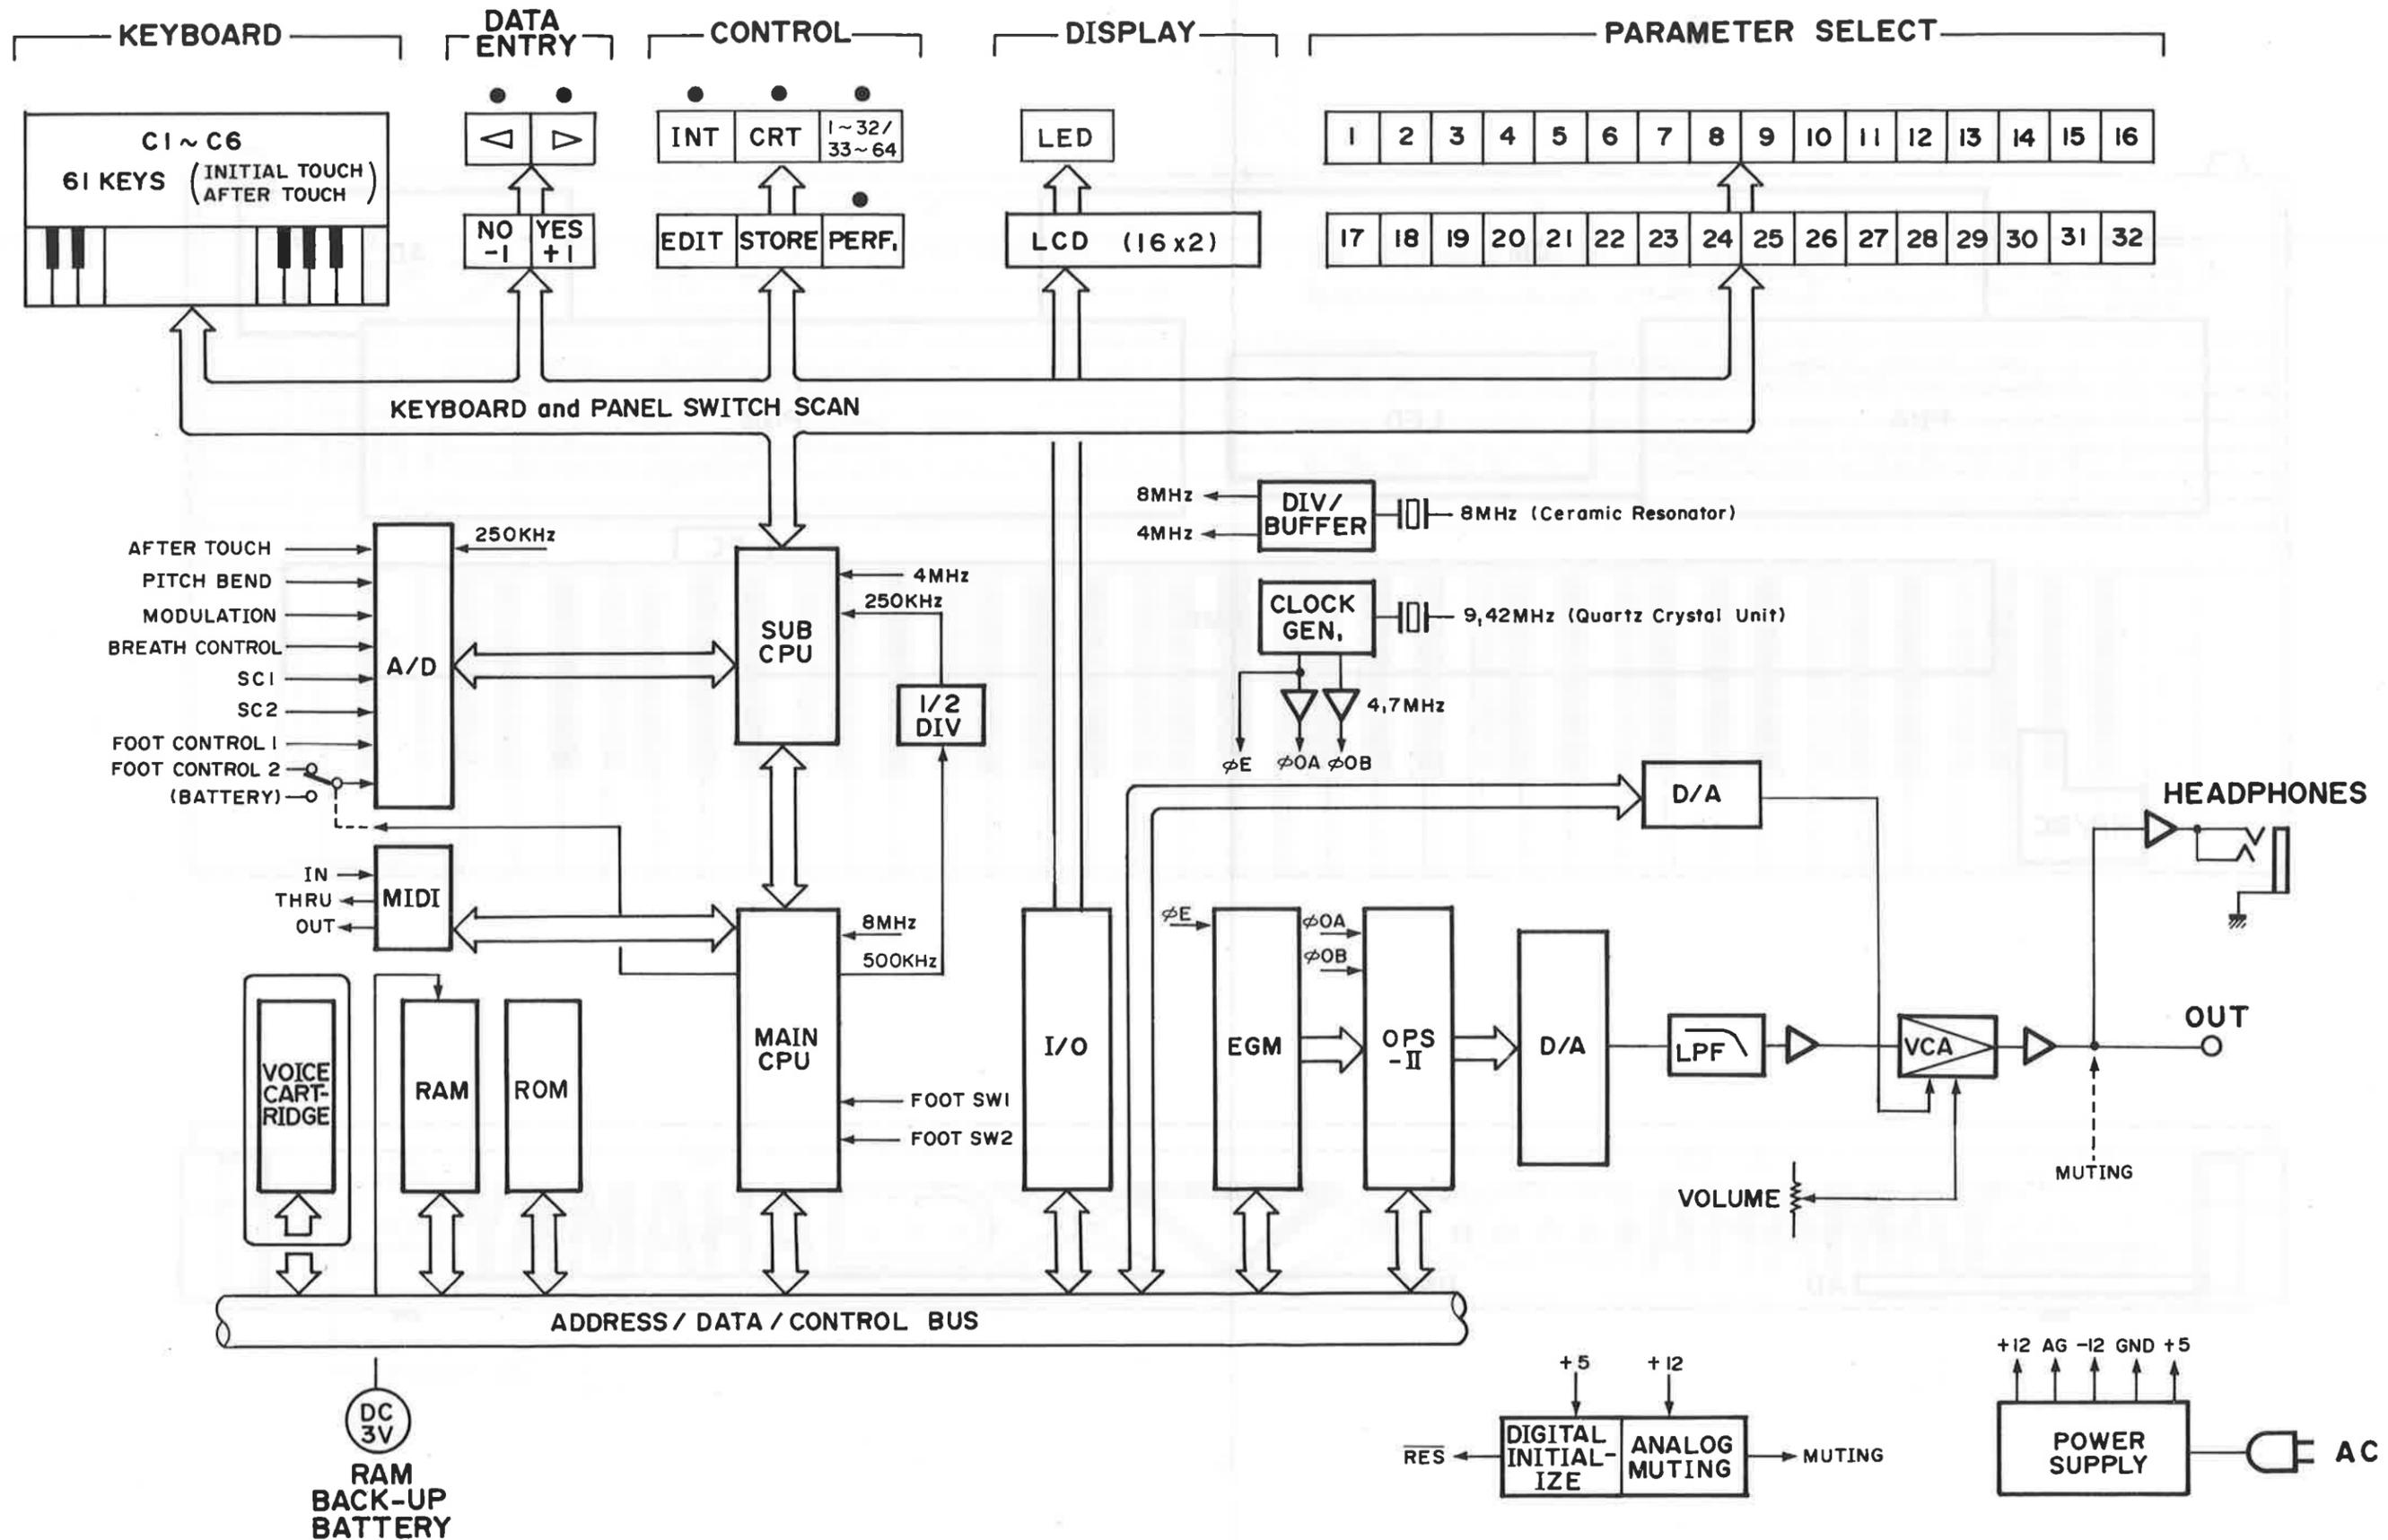 KEYBOARD
DATA
ENTRY
CONTROL
DISPLAY
PARAMETER SELECT
C1~C6
61 KEYS (INITIAL TOUCH
AFTER TOUCH)
INT CRT 1~32/
33~64
LED
1 2 3 4 5 6 7 8 9 10 11 12 13 14 15 16
NO
-1
YES
+1
EDIT STORE PERF.
LCD (16x2)
17 18 19 20 21 22 23 24 25 26 27 28 29 30 31 32
KEYBOARD and PANEL SWITCH SCAN
8MHz
4MHz
DIV/
BUFFER
8MHz (Ceramic Resonator)
CLOCK
GEN.
9,42MHz (Quartz Crystal Unit)
4,7MHz
φE φOA φOB
AFTER TOUCH
PITCH BEND
MODULATION
BREATH CONTROL
SC1
SC2
FOOT CONTROL 1
FOOT CONTROL 2
(BATTERY)
A/D
250KHz
SUB
CPU
4MHz
250KHz
1/2
DIV
D/A
HEADPHONES
IN
THRU
OUT
MIDI
8MHz
500KHz
MAIN
CPU
FOOT SW1
FOOT SW2
VOICE
CART-
RIDGE
RAM
ROM
I/O
φE
EGM
φOA
φOB
OPS
-II
D/A
LPF
VCA
OUT
MUTING
VOLUME
ADDRESS / DATA / CONTROL BUS
DC
3V
RAM
BACK-UP
BATTERY
+5 +12
RES
DIGITAL
INITIAL-
IZE
ANALOG
MUTING
MUTING
+12 AG -12 GND +5
POWER
SUPPLY
AC